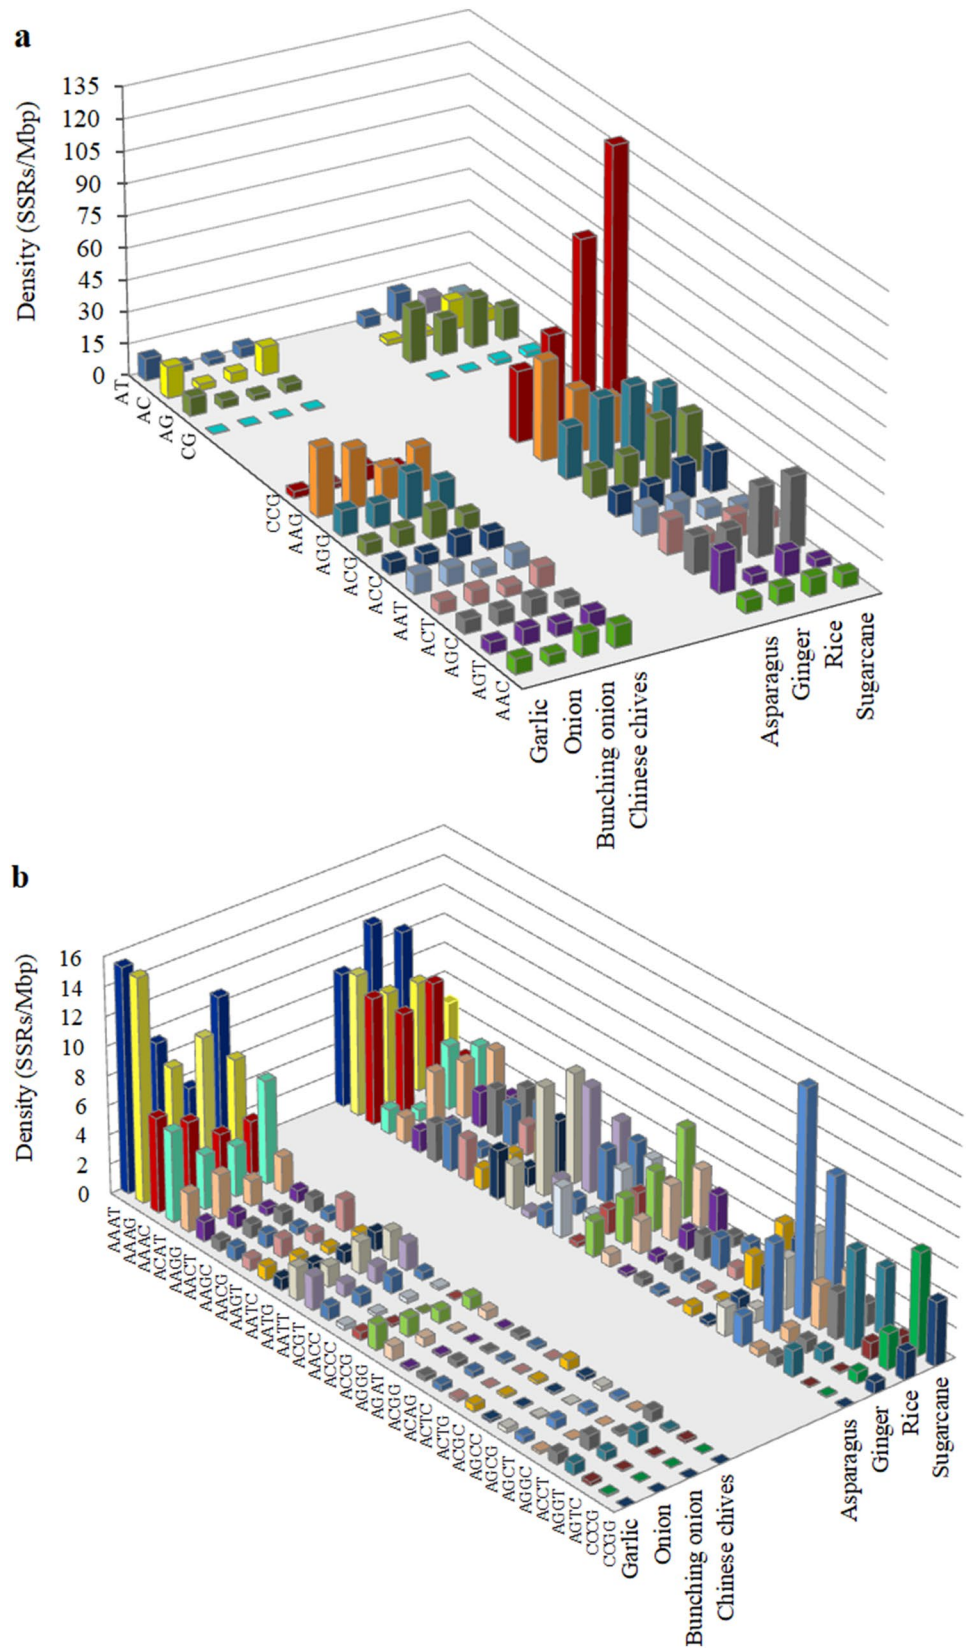 a
Density (SSRs/Mbp)
135
120
105
90
75
60
45
30
15
0
AT
AC
AG
CG
CCG
AAG
AGG
ACG
ACC
AAT
ACT
AGC
AGT
AAC
Garlic
Onion
Bunching onion
Chinese chives
Asparagus
Ginger
Rice
Sugarcane
b
Density (SSRs/Mbp)
16
14
12
10
8
6
4
2
0
AAAT
AAAG
AAAC
ACAT
AAGG
AACT
AAGC
AACG
AAGT
AATC
AATG
AATT
ACGT
AACC
ACCC
ACCG
AGGG
AGAT
ACGG
ACAG
ACTC
ACTG
ACGC
AGCC
AGCG
AGCT
AGGC
ACCT
AGGT
AGTC
CCCG
CCGG
Garlic
Onion
Bunching onion
Chinese chives
Asparagus
Ginger
Rice
Sugarcane